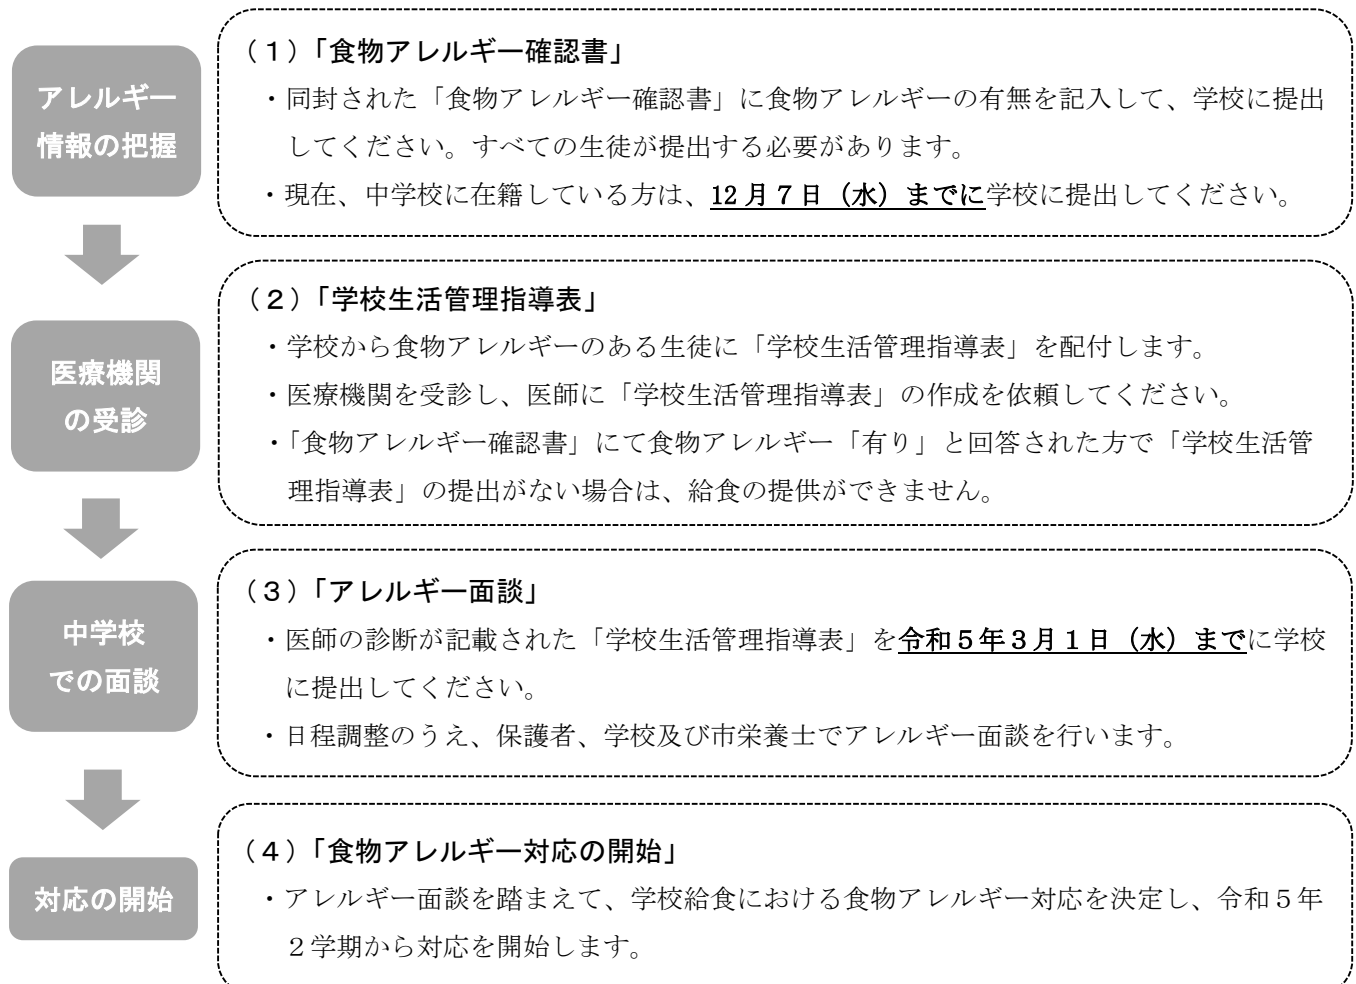 アレルギー
情報の把握
（１）「食物アレルギー確認書」
・同封された「食物アレルギー確認書」に食物アレルギーの有無を記入して、学校に提出
してください。すべての生徒が提出する必要があります。
・現在、中学校に在籍している方は、12月７日（水）までに学校に提出してください。
医療機関
の受診
（２）「学校生活管理指導表」
・学校から食物アレルギーのある生徒に「学校生活管理指導表」を配付します。
・医療機関を受診し、医師に「学校生活管理指導表」の作成を依頼してください。
・「食物アレルギー確認書」にて食物アレルギー「有り」と回答された方で「学校生活管
理指導表」の提出がない場合は、給食の提供ができません。
中学校
での面談
（３）「アレルギー面談」
・医師の診断が記載された「学校生活管理指導表」を令和５年３月１日（水）までに学校
に提出してください。
・日程調整のうえ、保護者、学校及び市栄養士でアレルギー面談を行います。
対応の開始
（４）「食物アレルギー対応の開始」
・アレルギー面談を踏まえて、学校給食における食物アレルギー対応を決定し、令和５年
２学期から対応を開始します。